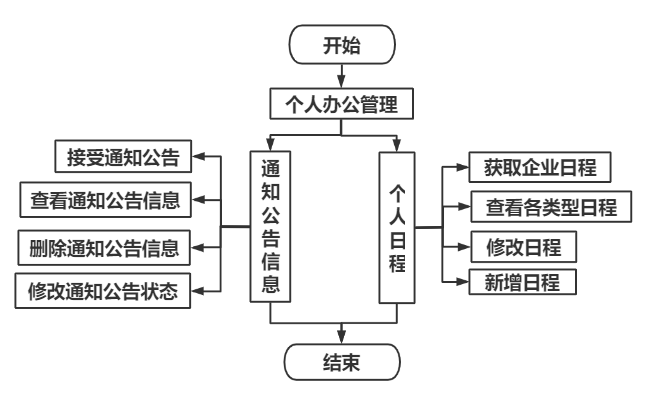 开始
个人办公管理
接受通知公告
查看通知公告信息
删除通知公告信息
修改通知公告状态
通知公告信息
个人日程
获取企业日程
查看各类型日程
修改日程
新增日程
结束